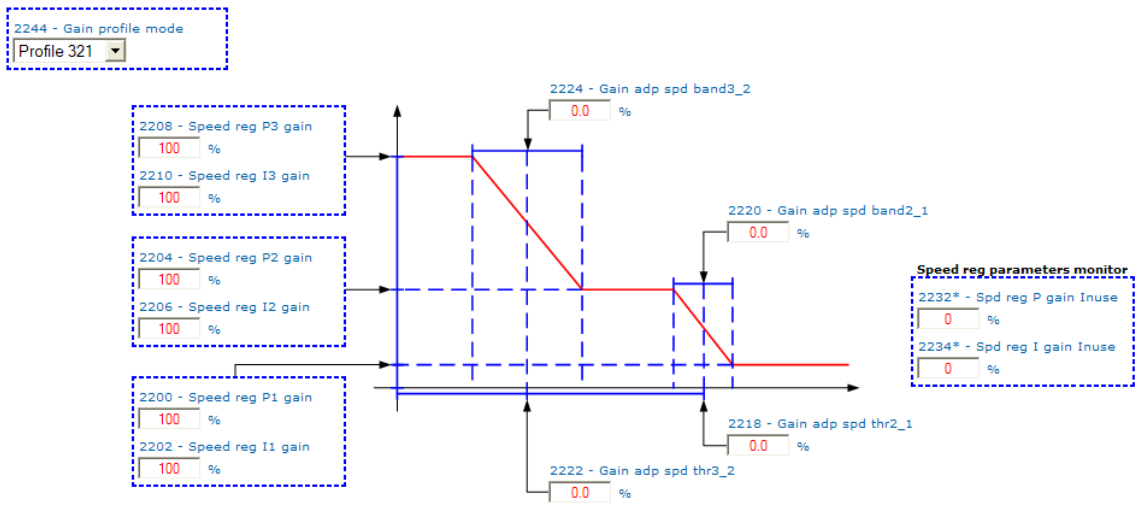 2244 - Gain profile mode
Profile 321
2224 - Gain adp spd band3_2
0.0 %
2208 - Speed reg P3 gain
100 %
2210 - Speed reg I3 gain
100 %
2220 - Gain adp spd band2_1
0.0 %
2204 - Speed reg P2 gain
100 %
2206 - Speed reg I2 gain
100 %
Speed reg parameters monitor
2232* - Spd reg P gain Inuse
0 %
2234* - Spd reg I gain Inuse
0 %
2200 - Speed reg P1 gain
100 %
2202 - Speed reg I1 gain
100 %
2218 - Gain adp spd thr2_1
0.0 %
2222 - Gain adp spd thr3_2
0.0 %